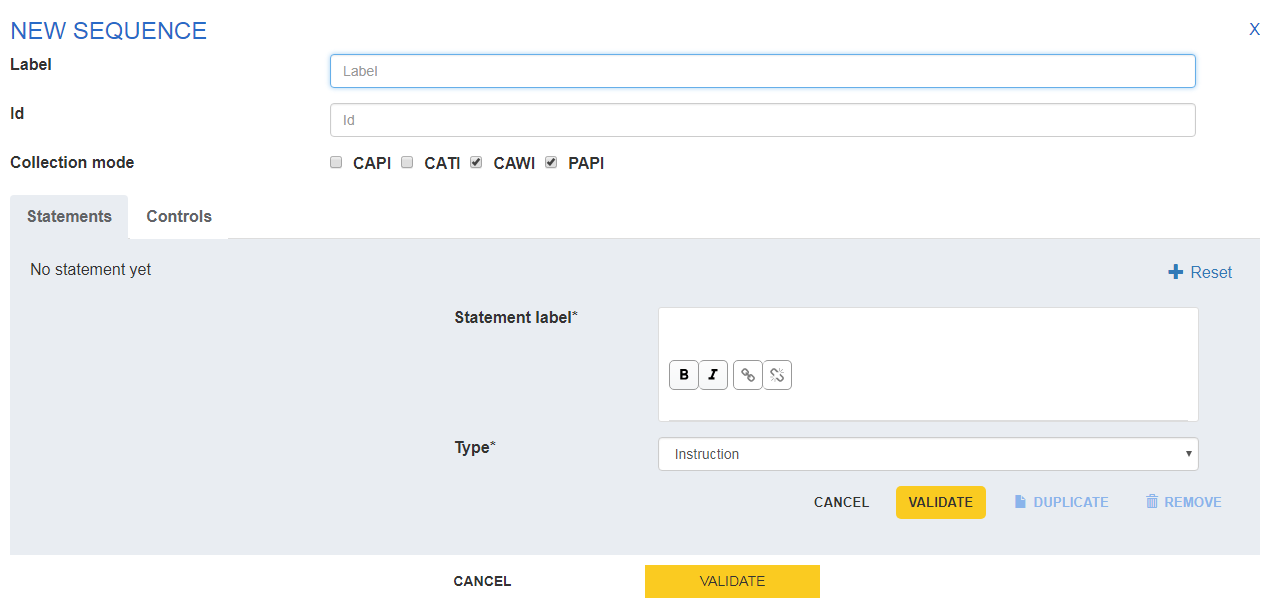 NEW SEQUENCE X
Label Label
Id Id
Collection mode CAPI CATI CAWI PAPI
Statements Controls
No statement yet Reset
Statement label*
B I
Type* Instruction
CANCEL VALIDATE DUPLICATE REMOVE
CANCEL VALIDATE